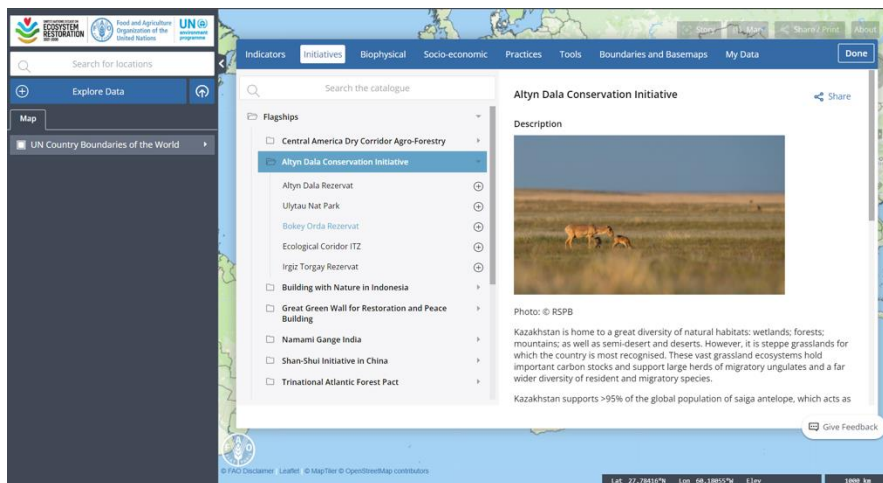 UNITED NATIONS DECADE ON
ECOSYSTEM
RESTORATION
2021-2030
Food and Agriculture
Organization of the
United Nations
UN
environment
programme
Search for locations
Explore Data
Map
UN Country Boundaries of the World
Story
Map
Share / Print
About
Indicators
Initiatives
Biophysical
Socio-economic
Practices
Tools
Boundaries and Basemaps
My Data
Done
Search the catalogue
Flagships
Central America Dry Corridor Agro-Forestry
Altyn Dala Conservation Initiative
Altyn Dala Rezervat
Ulytau Nat Park
Bokey Orda Rezervat
Ecological Coridor ITZ
Irgiz Torgay Rezervat
Building with Nature in Indonesia
Great Green Wall for Restoration and Peace
Building
Namami Gange India
Shan-Shui Initiative in China
Trinational Atlantic Forest Pact
Altyn Dala Conservation Initiative
Share
Description
Photo: © RSPB
Kazakhstan is home to a great diversity of natural habitats: wetlands; forests;
mountains; as well as semi-desert and deserts. However, it is steppe grasslands for
which the country is most recognised. These vast grassland ecosystems hold
important carbon stocks and support large herds of migratory ungulates and a far
wider diversity of resident and migratory species.
Kazakhstan supports >95% of the global population of saiga antelope, which acts as
Give Feedback
© FAO Disclaimer Leaflet © MapTiler © OpenStreetMap contributors
Lat 27.78416°N Lon 60.18055°W Elev
1000 km